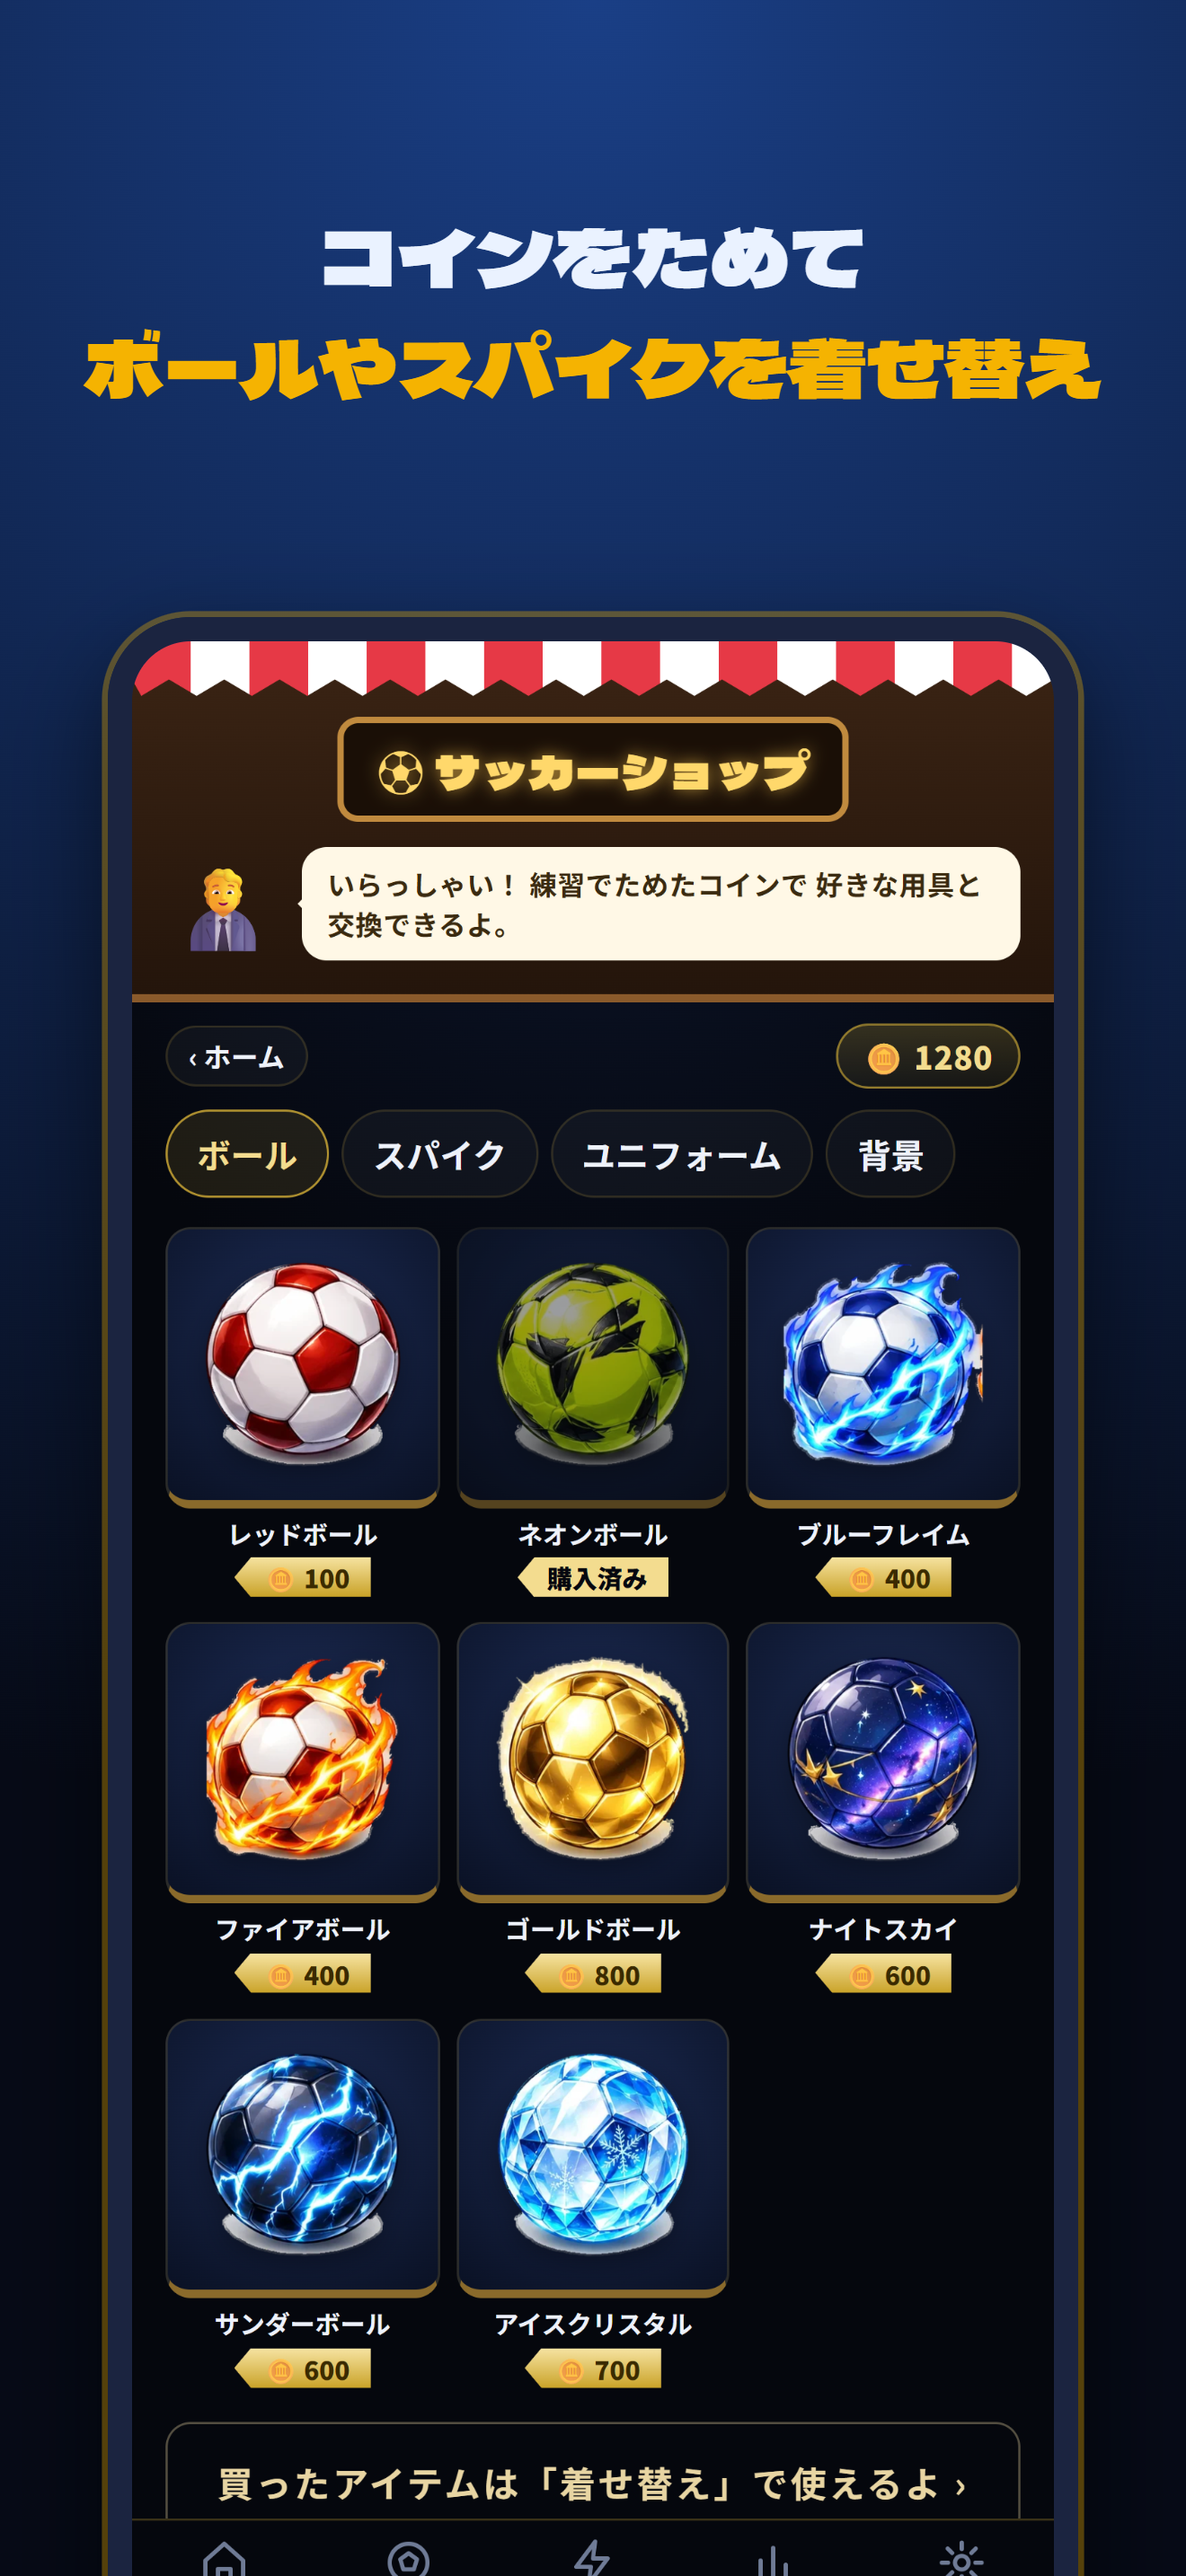 コインをためて
ボールやスパイクを着せ替え
サッカーショップ
いらっしゃい！ 練習でためたコインで 好きな用具と
交換できるよ。
‹ ホーム
1280
ボール
スパイク
ユニフォーム
背景
レッドボール
ネオンボール
ブルーフレイム
100
購入済み
400
ファイアボール
ゴールドボール
ナイトスカイ
400
800
600
サンダーボール
アイスクリスタル
600
700
買ったアイテムは「着せ替え」で使えるよ ›